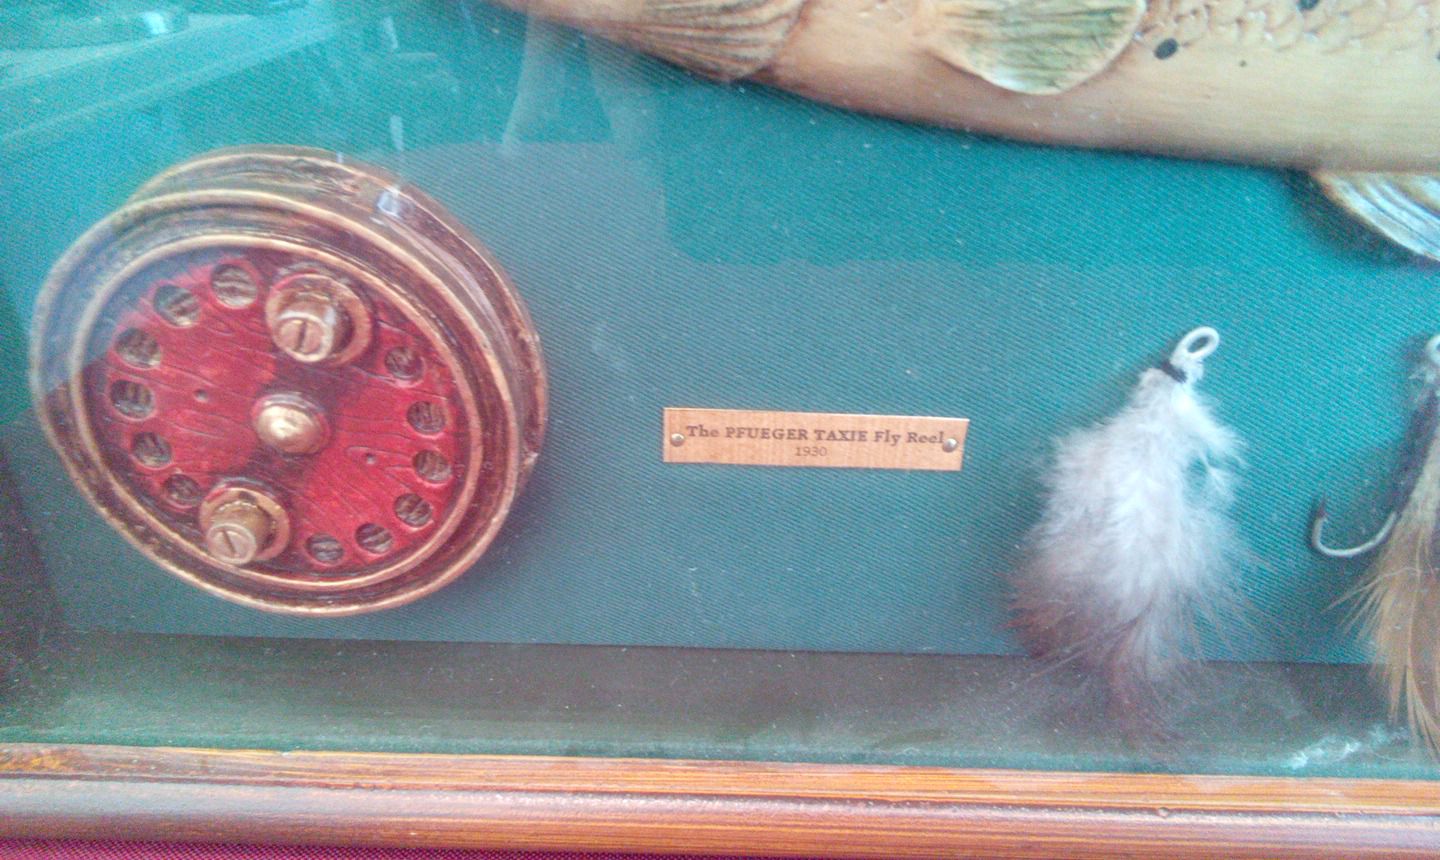 The PFUEGER TAXIE Fly Reel
1930